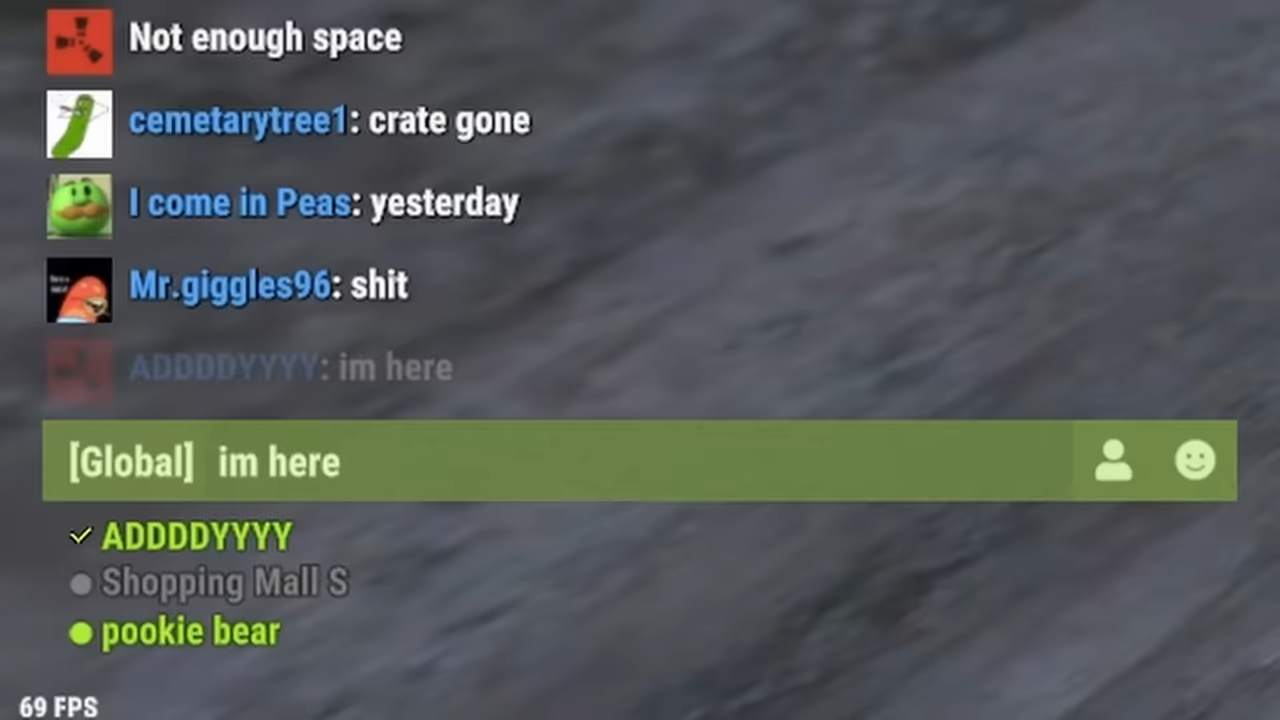 Not enough space
cemetarytree1: crate gone
I come in Peas: yesterday
Mr.giggles96: shit
ADDDDYYYY: im here
[Global] im here
ADDDDYYYY
Shopping Mall S
pookie bear
69 FPS